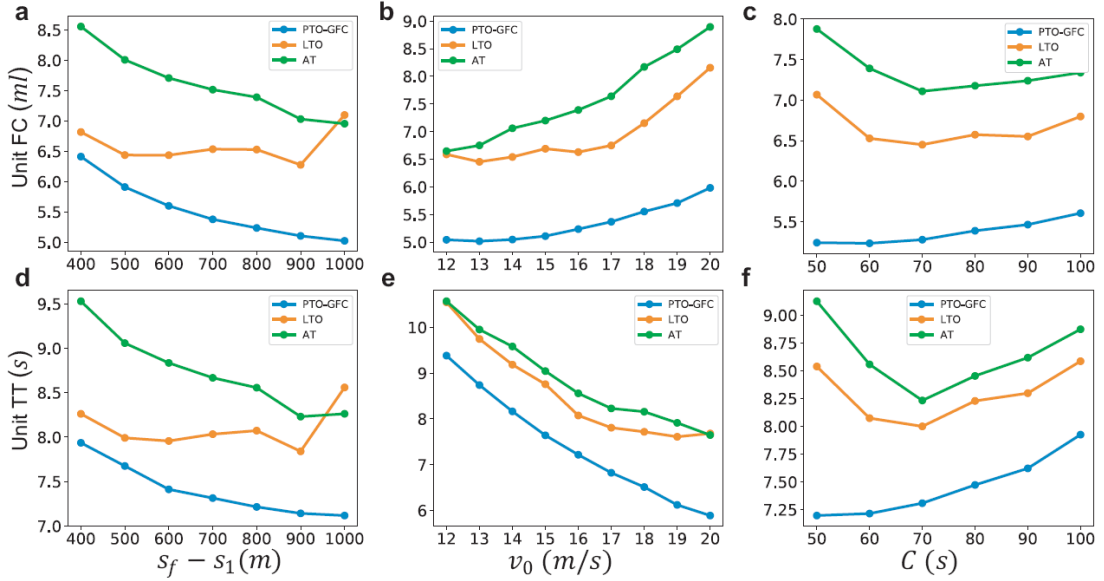 a
b
c
Unit FC (ml)
8.5
8.0
7.5
7.0
6.5
6.0
5.5
5.0
400 500 600 700 800 900 1000
PTO-GFC
LTO
AT
9.0
8.5
8.0
7.5
7.0
6.5
6.0
5.5
5.0
12 13 14 15 16 17 18 19 20
PTO-GFC
LTO
AT
8.0
7.5
7.0
6.5
6.0
5.5
50 60 70 80 90 100
PTO-GFC
LTO
AT
d
e
f
Unit TT (s)
9.5
9.0
8.5
8.0
7.5
7.0
400 500 600 700 800 900 1000
s_f − s_1(m)
PTO-GFC
LTO
AT
10
9
8
7
6
12 13 14 15 16 17 18 19 20
v_0 (m/s)
PTO-GFC
LTO
AT
9.00
8.75
8.50
8.25
8.00
7.75
7.50
7.25
50 60 70 80 90 100
C (s)
PTO-GFC
LTO
AT